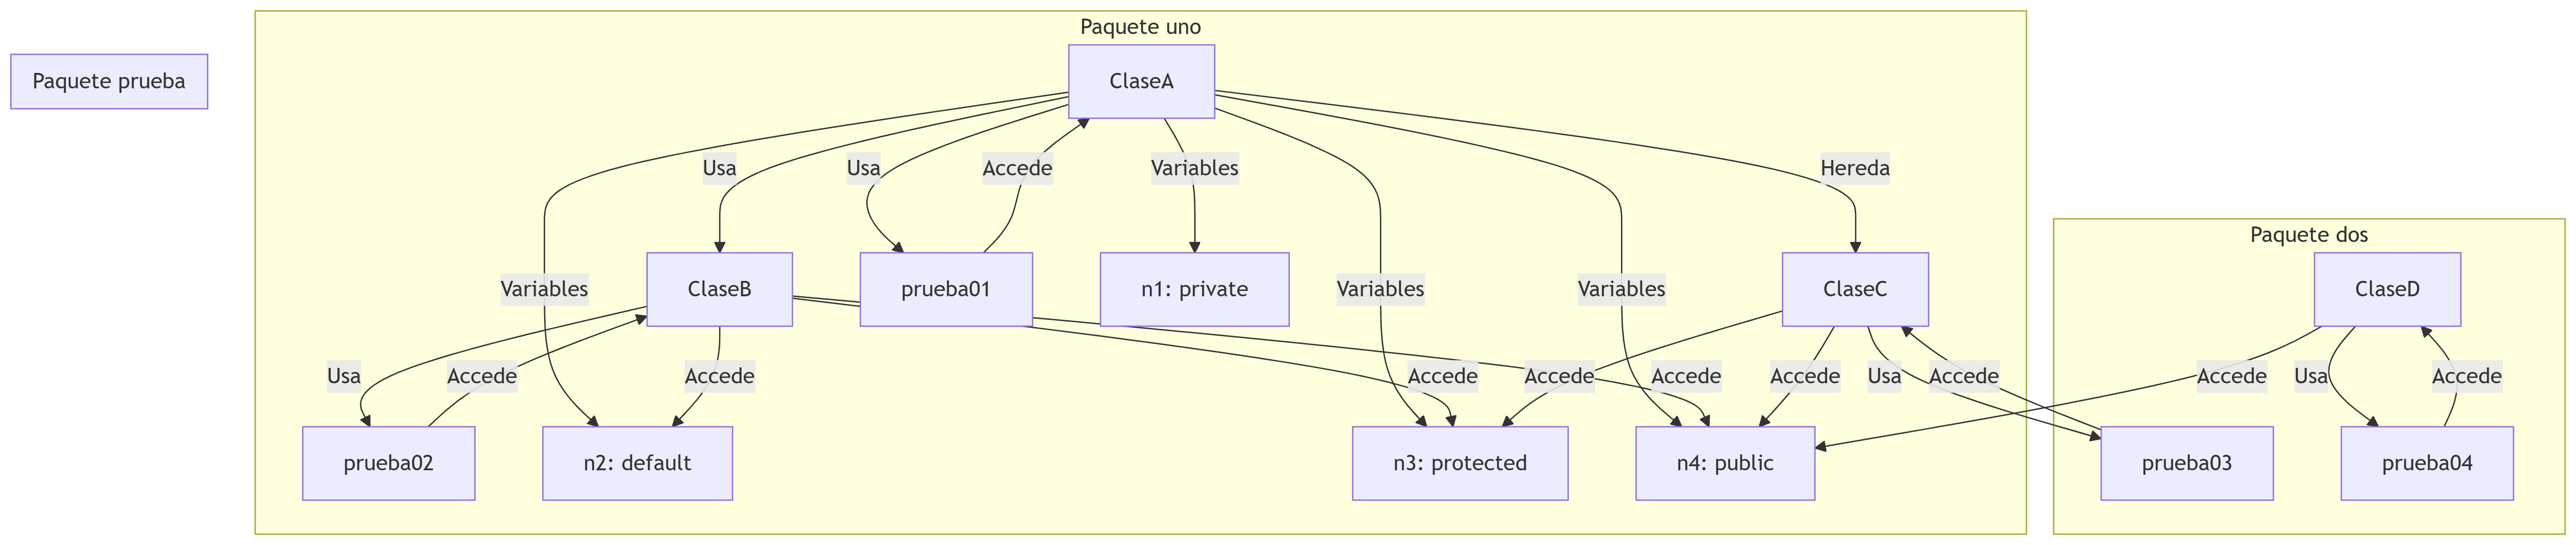 Paquete uno
Paquete prueba
ClaseA
Usa
Usa
Accede
Variables
Hereda
Paquete dos
Variables
ClaseB
prueba01
n1: private
Variables
Variables
ClaseC
ClaseD
Usa
Accede
Accede
Accede
Accede
Accede
Accede
Usa
Accede
Accede
Usa
Accede
prueba02
n2: default
n3: protected
n4: public
prueba03
prueba04